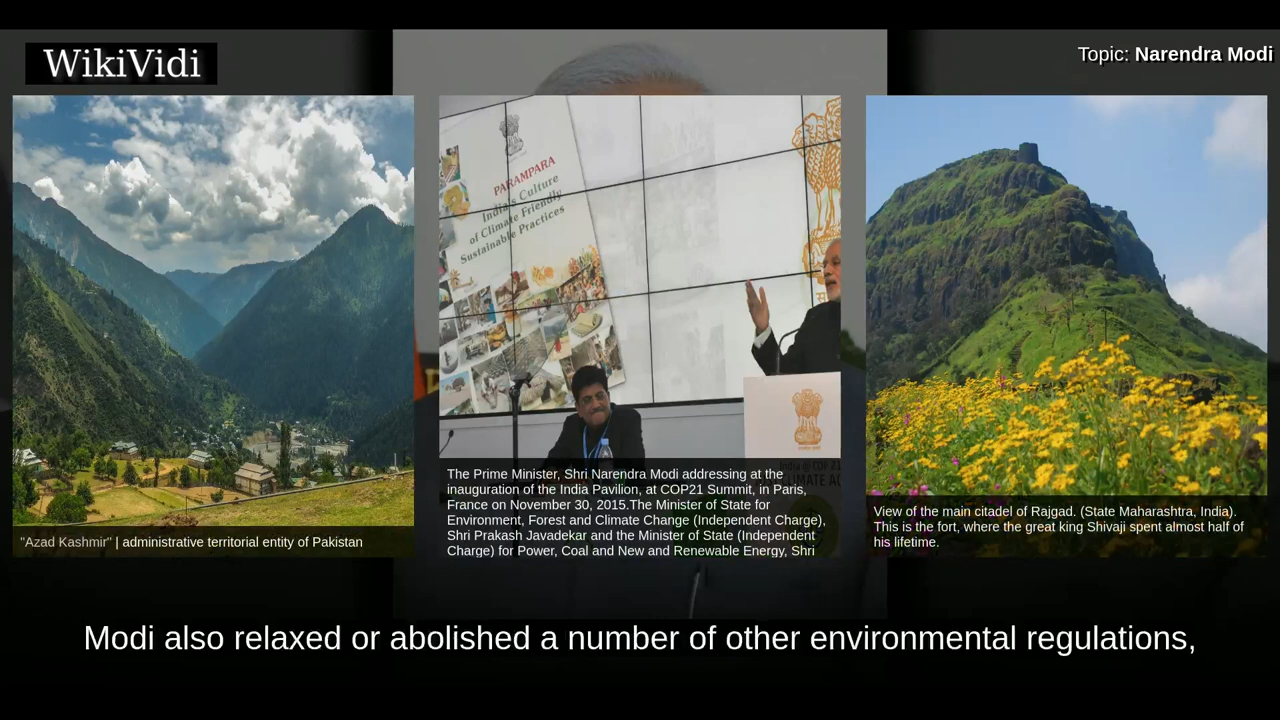 WikiVidi
Topic: Narendra Modi
PARAMPARA
India's Culture
of Climate Friendly
Sustainable Practices
"Azad Kashmir" | administrative territorial entity of Pakistan
The Prime Minister, Shri Narendra Modi addressing at the
inauguration of the India Pavilion, at COP21 Summit, in Paris,
France on November 30, 2015.The Minister of State for
Environment, Forest and Climate Change (Independent Charge),
Shri Prakash Javadekar and the Minister of State (Independent
Charge) for Power, Coal and New and Renewable Energy, Shri
View of the main citadel of Rajgad. (State Maharashtra, India).
This is the fort, where the great king Shivaji spent almost half of
his lifetime.
Modi also relaxed or abolished a number of other environmental regulations,